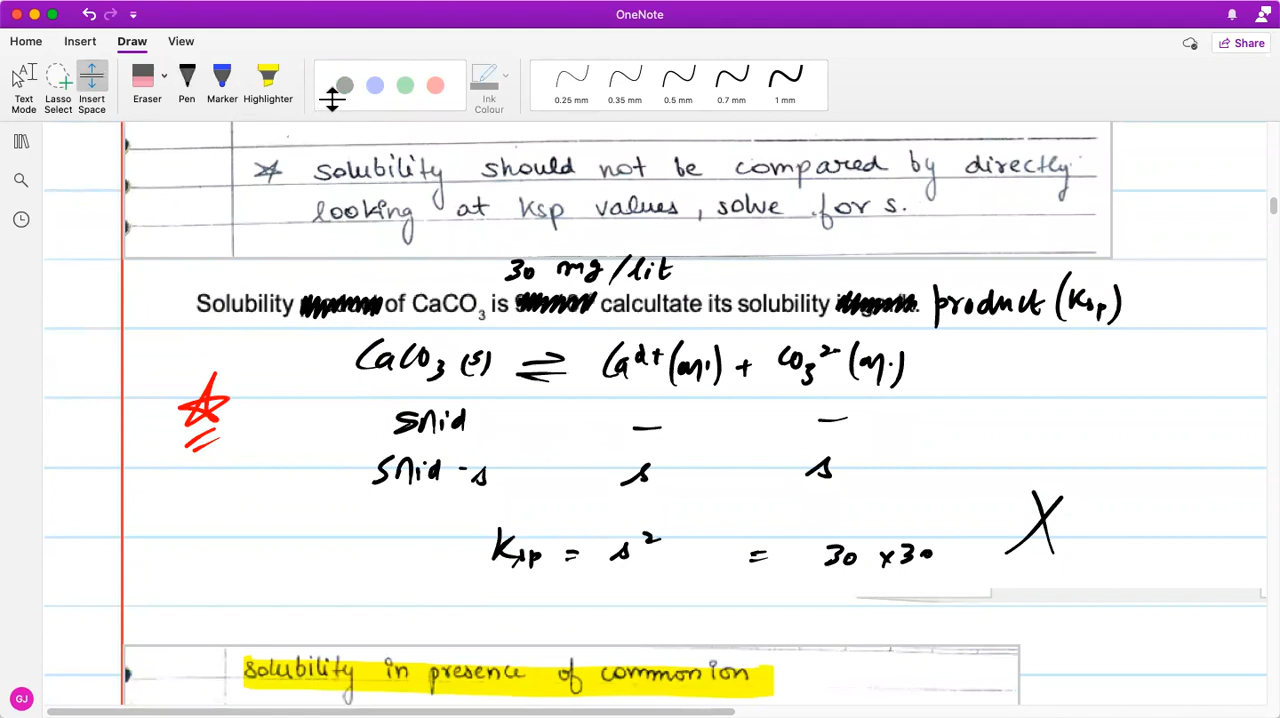 OneNote
Home Insert Draw View
Share
Text Mode
Lasso Select
Insert Space
Eraser
Pen
Marker
Highlighter
Ink Colour
0.25 mm 0.35 mm 0.5 mm 0.7 mm 1 mm
☆ solubility should not be compared by directly
looking at ksp values, solve for s.
30 mg/lit
Solubility of CaCO₃ is calcultate its solubility product (Ksp)
CaCO₃ (s) ⇌ Ca²⁺ (aq.) + CO₃²⁻ (aq.)
solid – –
solid - s s s
Ksp = s² = 30 × 30 X
solubility in presence of common ion
GJ